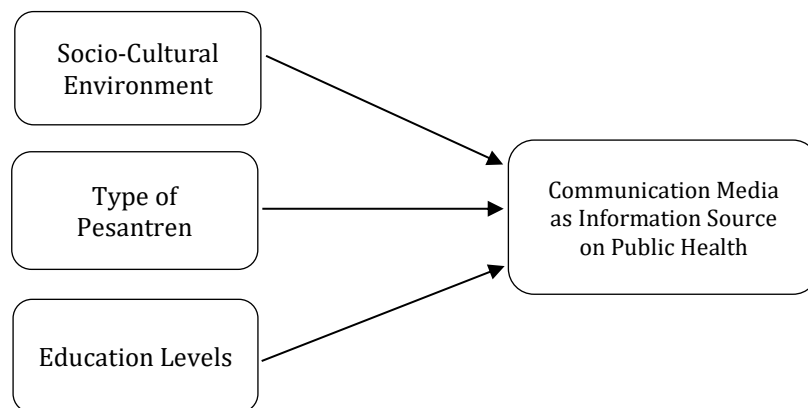 Socio-Cultural
Environment
Type of
Pesantren
Education Levels
Communication Media
as Information Source
on Public Health